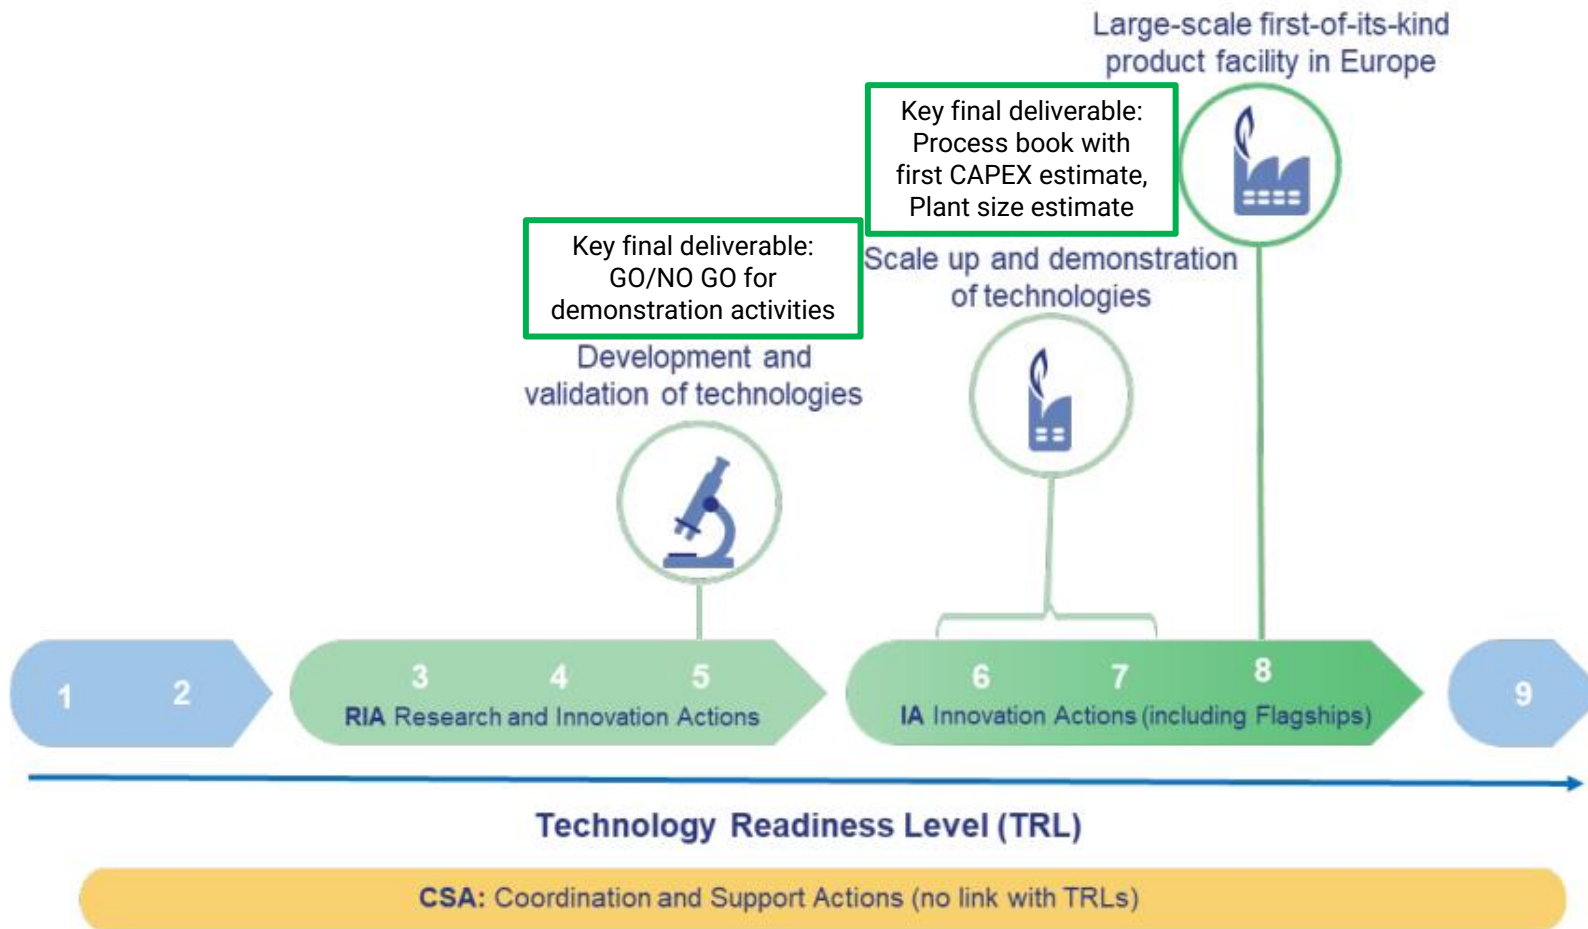 Large-scale first-of-its-kind
product facility in Europe
Key final deliverable:
Process book with
first CAPEX estimate,
Plant size estimate
Key final deliverable:
GO/NO GO for
demonstration activities
Scale up and demonstration
of technologies
Development and
validation of technologies
1 2 3 4 5 6 7 8 9
RIA Research and Innovation Actions
IA Innovation Actions (including Flagships)
Technology Readiness Level (TRL)
CSA: Coordination and Support Actions (no link with TRLs)